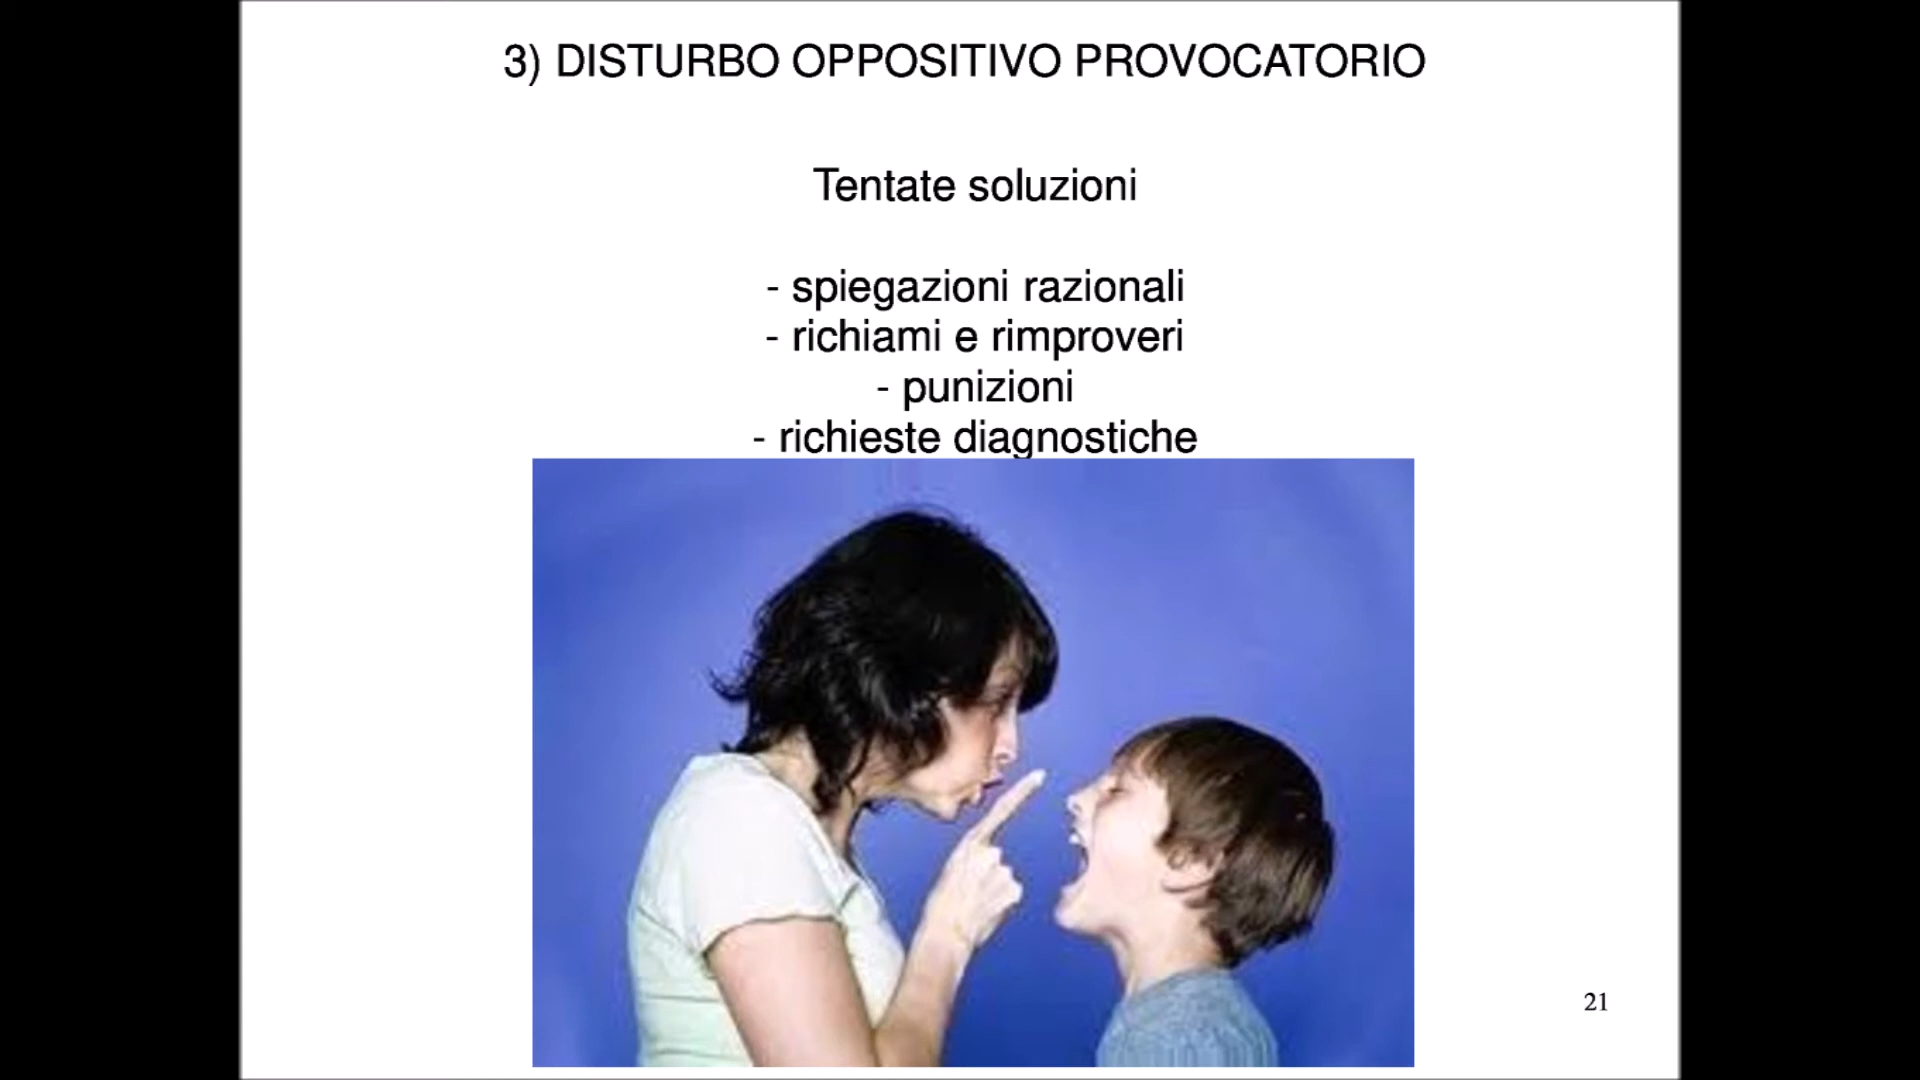 3) DISTURBO OPPOSITIVO PROVOCATORIO
Tentate soluzioni
- spiegazioni razionali
- richiami e rimproveri
- punizioni
- richieste diagnostiche
21